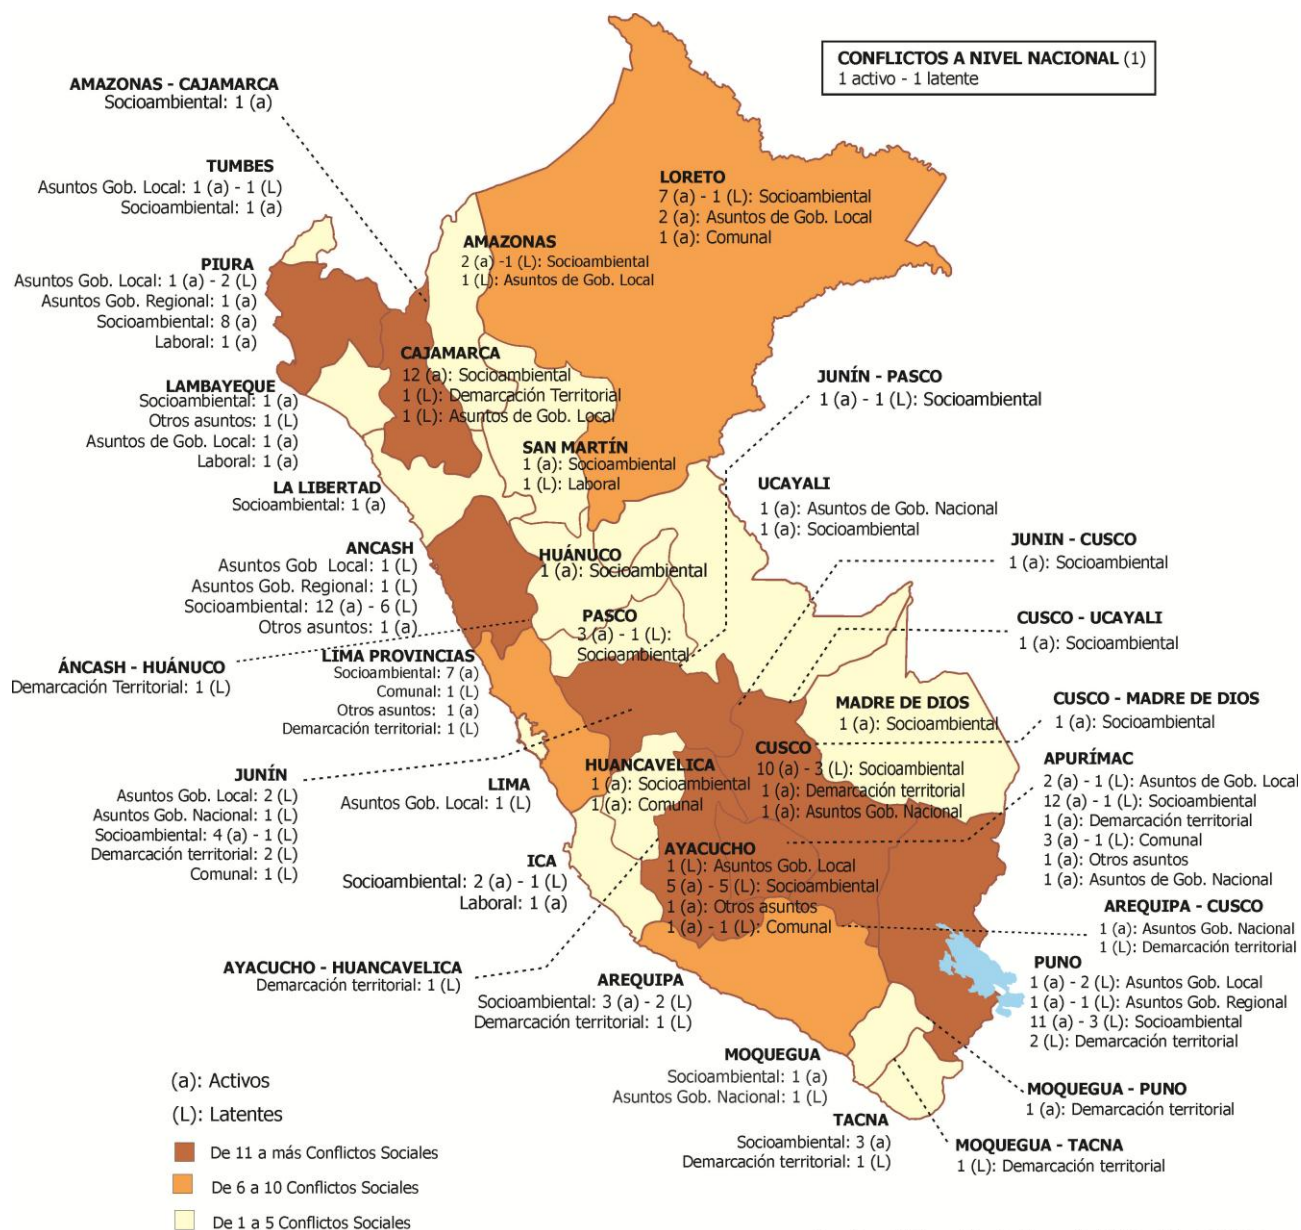 CONFLICTOS A NIVEL NACIONAL (1)
1 activo - 1 latente
AMAZONAS - CAJAMARCA
Socioambiental: 1 (a)
TUMBES
Asuntos Gob. Local: 1 (a) - 1 (L)
Socioambiental: 1 (a)
LORETO
7 (a) - 1 (L): Socioambiental
2 (a): Asuntos de Gob. Local
1 (a): Comunal
AMAZONAS
2 (a) -1 (L): Socioambiental
1 (L): Asuntos de Gob. Local
PIURA
Asuntos Gob. Local: 1 (a) - 2 (L)
Asuntos Gob. Regional: 1 (a)
Socioambiental: 8 (a)
Laboral: 1 (a)
CAJAMARCA
12 (a): Socioambiental
1 (L): Demarcación Territorial
1 (L): Asuntos de Gob. Local
LAMBAYEQUE
Socioambiental: 1 (a)
Otros asuntos: 1 (L)
Asuntos de Gob. Local: 1 (a)
Laboral: 1 (a)
JUNÍN - PASCO
1 (a) - 1 (L): Socioambiental
SAN MARTÍN
1 (a): Socioambiental
1 (L): Laboral
LA LIBERTAD
Socioambiental: 1 (a)
UCAYALI
1 (a): Asuntos de Gob. Nacional
1 (a): Socioambiental
ANCASH
Asuntos Gob Local: 1 (L)
Asuntos Gob. Regional: 1 (L)
Socioambiental: 12 (a) - 6 (L)
Otros asuntos: 1 (a)
HUÁNUCO
1 (a): Socioambiental
JUNIN - CUSCO
1 (a): Socioambiental
PASCO
3 (a) - 1 (L):
Socioambiental
CUSCO - UCAYALI
1 (a): Socioambiental
ÁNCASH - HUÁNUCO
Demarcación Territorial: 1 (L)
LIMA PROVINCIAS
Socioambiental: 7 (a)
Comunal: 1 (L)
Otros asuntos: 1 (a)
Demarcación territorial: 1 (L)
MADRE DE DIOS
1 (a): Socioambiental
CUSCO - MADRE DE DIOS
1 (a): Socioambiental
JUNÍN
Asuntos Gob. Local: 2 (L)
Asuntos Gob. Nacional: 1 (L)
Socioambiental: 4 (a) - 1 (L)
Demarcación territorial: 2 (L)
Comunal: 1 (L)
LIMA
Asuntos Gob. Local: 1 (L)
HUANCAVELICA
1 (a): Socioambiental
1 (a): Comunal
CUSCO
10 (a) - 3 (L): Socioambiental
1 (a): Demarcación territorial
1 (a): Asuntos Gob. Nacional
APURÍMAC
2 (a) - 1 (L): Asuntos de Gob. Local
12 (a) - 1 (L): Socioambiental
1 (a): Demarcación territorial
3 (a) - 1 (L): Comunal
1 (a): Otros asuntos
1 (a): Asuntos de Gob. Nacional
ICA
Socioambiental: 2 (a) - 1 (L)
Laboral: 1 (a)
AYACUCHO
1 (L): Asuntos Gob. Local
5 (a) - 5 (L): Socioambiental
1 (a): Otros asuntos
1 (a) - 1 (L): Comunal
AREQUIPA - CUSCO
1 (a): Asuntos Gob. Nacional
1 (L): Demarcación territorial
AYACUCHO - HUANCAVELICA
Demarcación territorial: 1 (L)
AREQUIPA
Socioambiental: 3 (a) - 2 (L)
Demarcación territorial: 1 (L)
PUNO
1 (a) - 2 (L): Asuntos Gob. Local
1 (a) - 1 (L): Asuntos Gob. Regional
11 (a) - 3 (L): Socioambiental
2 (L): Demarcación territorial
MOQUEGUA
Socioambiental: 1 (a)
Asuntos Gob. Nacional: 1 (L)
MOQUEGUA - PUNO
1 (a): Demarcación territorial
TACNA
Socioambiental: 3 (a)
Demarcación territorial: 1 (L)
MOQUEGUA - TACNA
1 (L): Demarcación territorial
(a): Activos
(L): Latentes
De 11 a más Conflictos Sociales
De 6 a 10 Conflictos Sociales
De 1 a 5 Conflictos Sociales